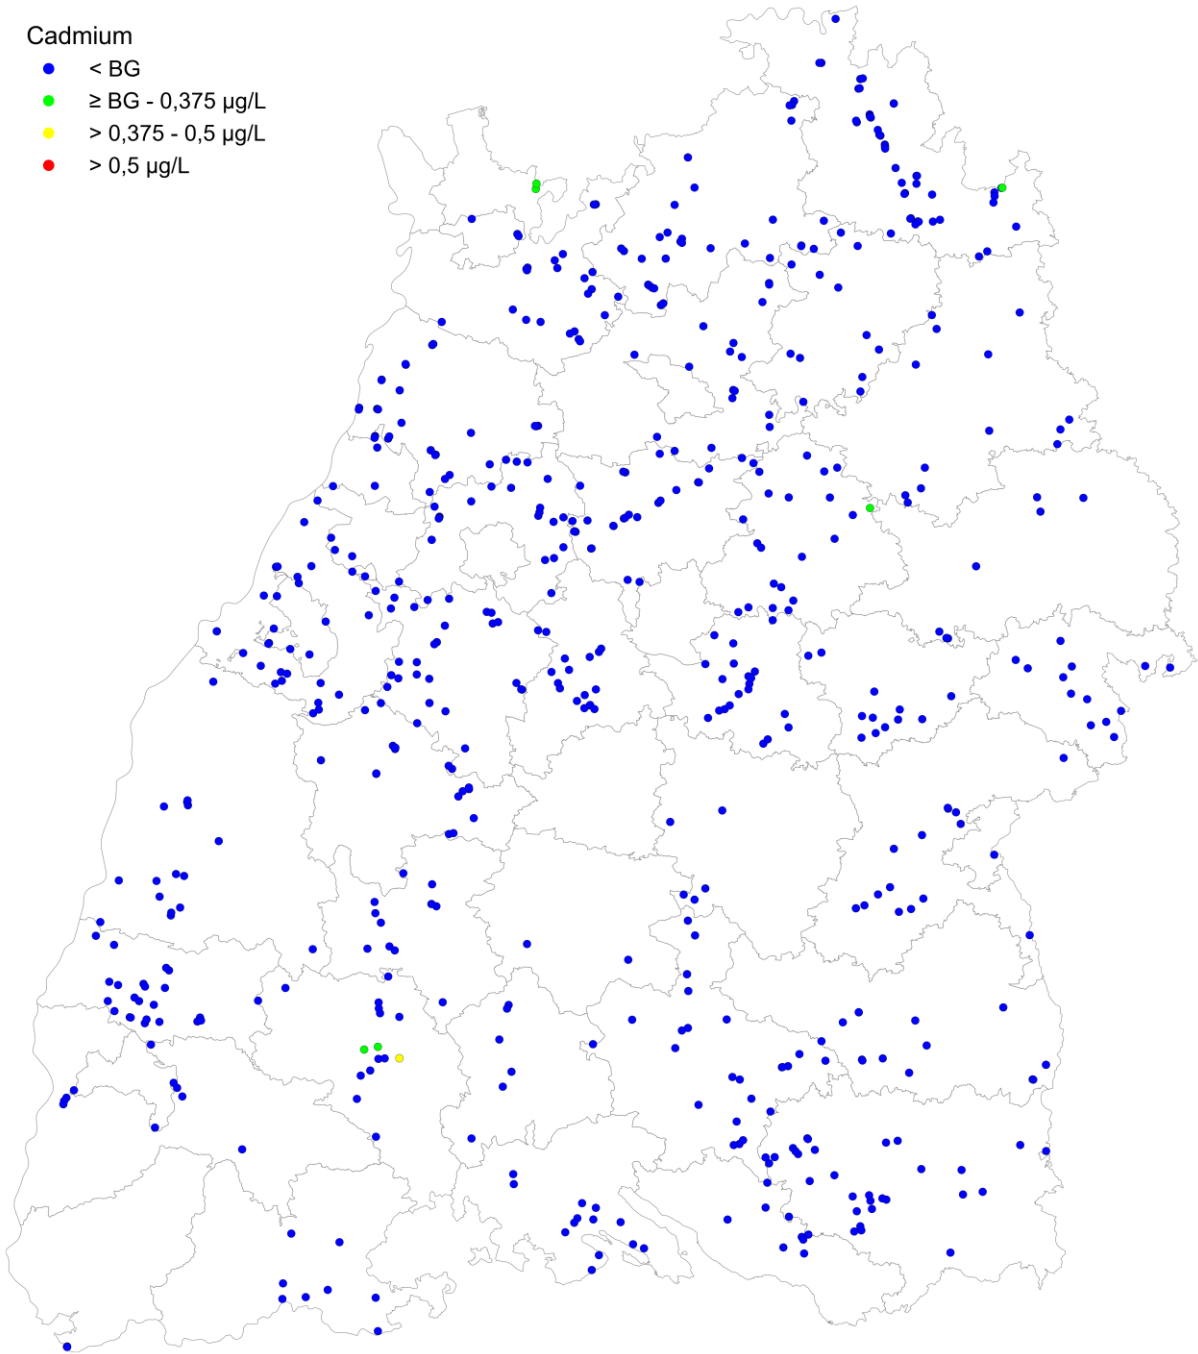 Cadmium
< BG
≥ BG - 0,375 µg/L
> 0,375 - 0,5 µg/L
> 0,5 µg/L